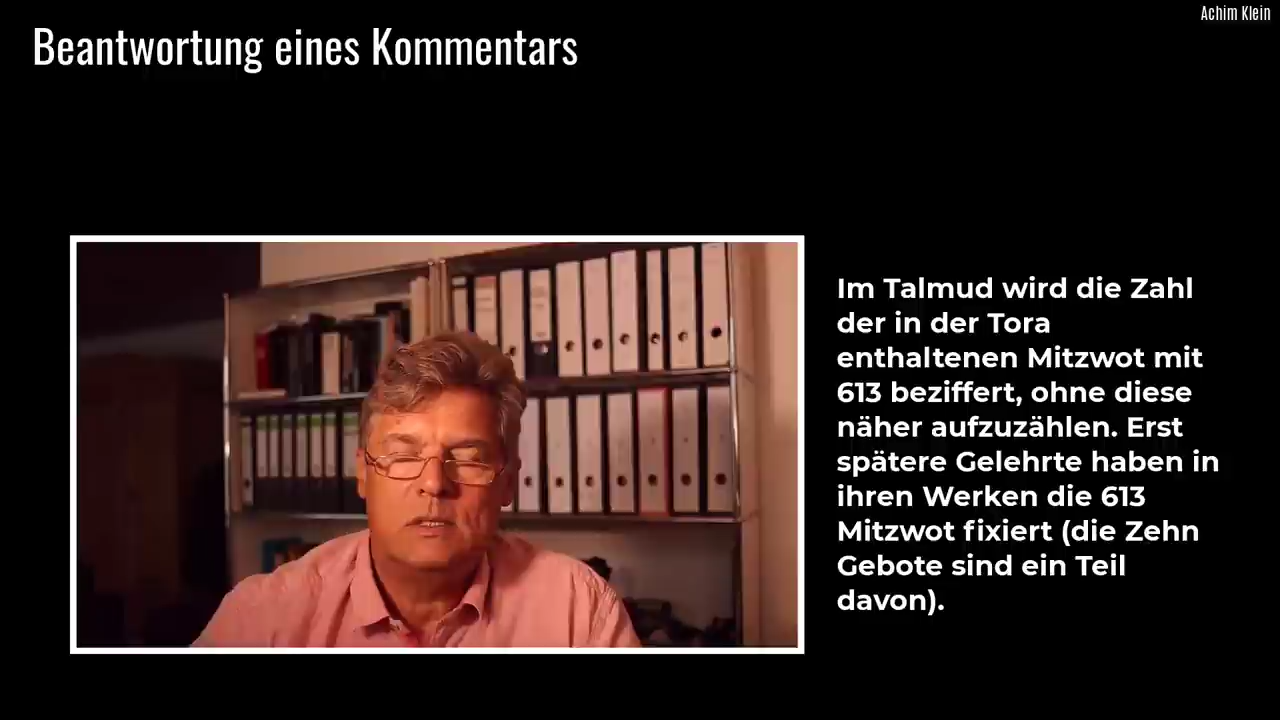 Achim Klein
Beantwortung eines Kommentars
Im Talmud wird die Zahl
der in der Tora
enthaltenen Mitzwot mit
613 beziffert, ohne diese
näher aufzuzählen. Erst
spätere Gelehrte haben in
ihren Werken die 613
Mitzwot fixiert (die Zehn
Gebote sind ein Teil
davon).